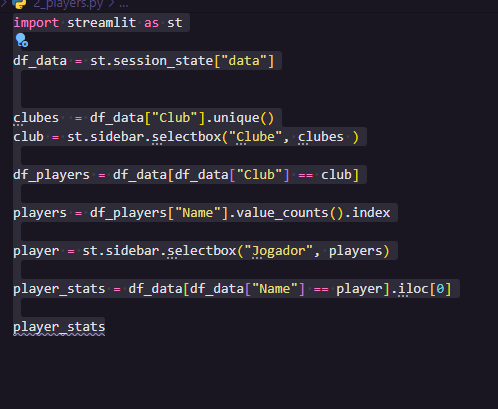 2_players.py > ...
import streamlit as st
df_data = st.session_state["data"]
clubes = df_data["Club"].unique()
club = st.sidebar.selectbox("Clube", clubes )
df_players = df_data[df_data["Club"] == club]
players = df_players["Name"].value_counts().index
player = st.sidebar.selectbox("Jogador", players)
player_stats = df_data[df_data["Name"] == player].iloc[0]
player_stats